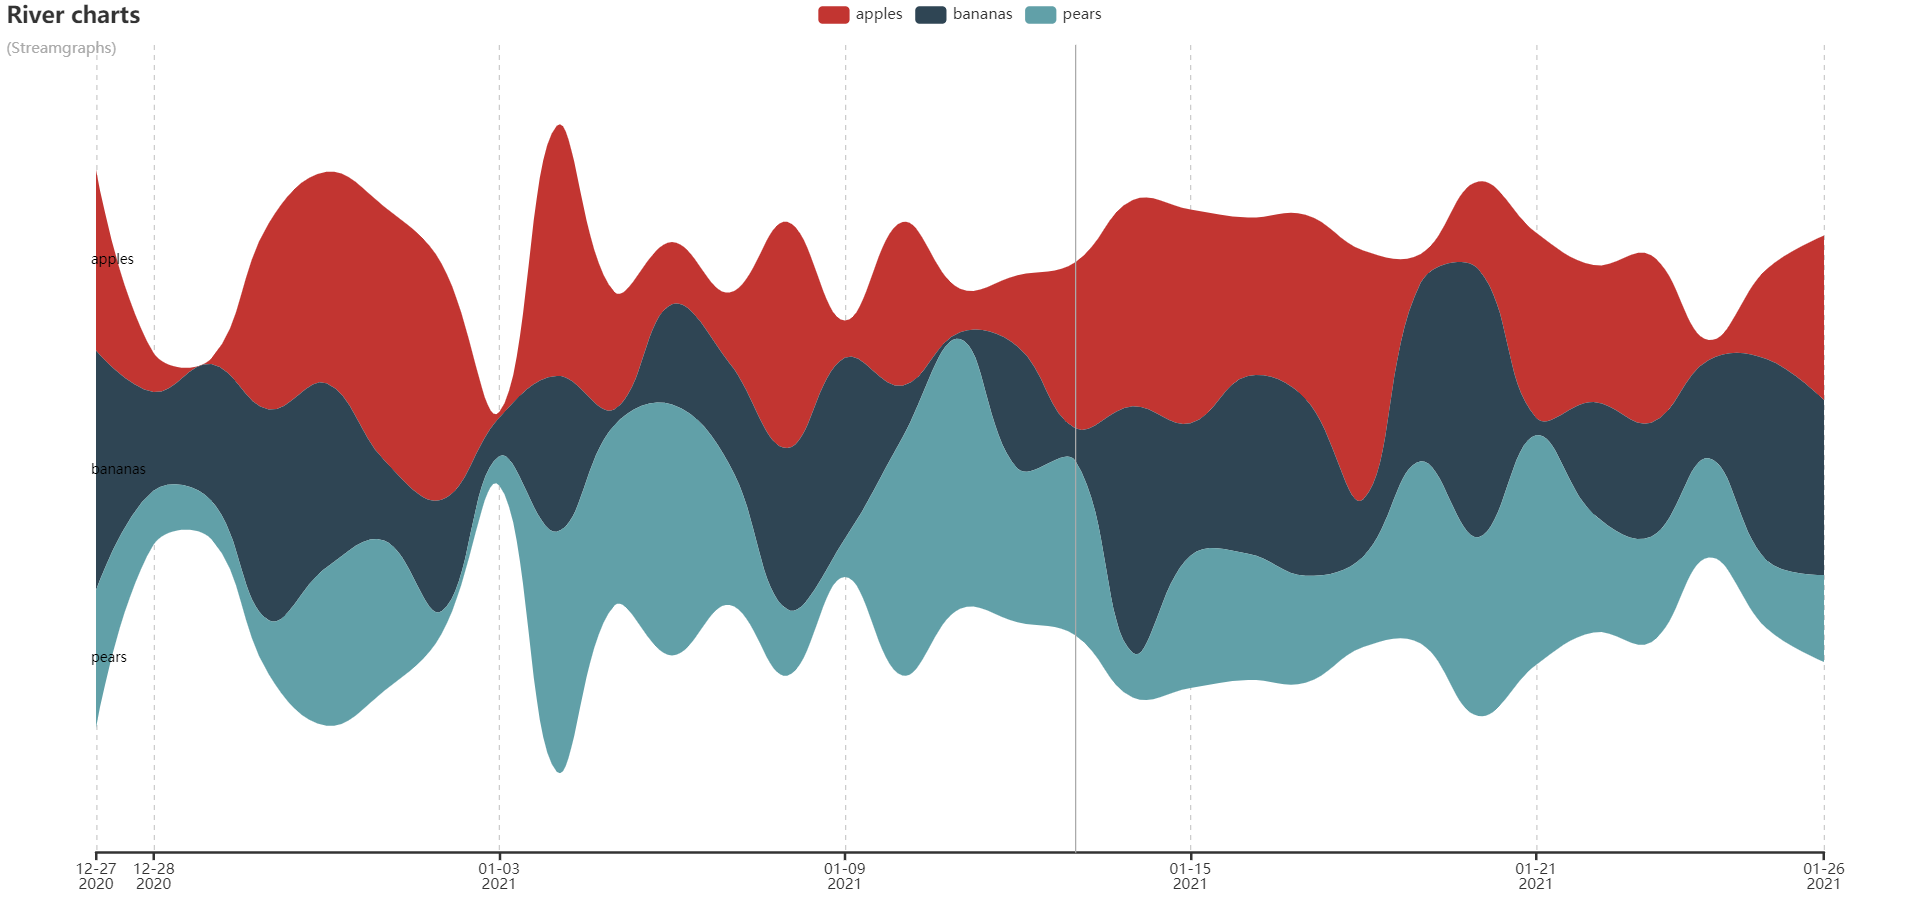 River charts
apples bananas pears
(Streamgraphs)
apples
bananas
pears
12-27 12-28 01-03 01-09 01-15 01-21 01-26
2020 2020 2021 2021 2021 2021 2021